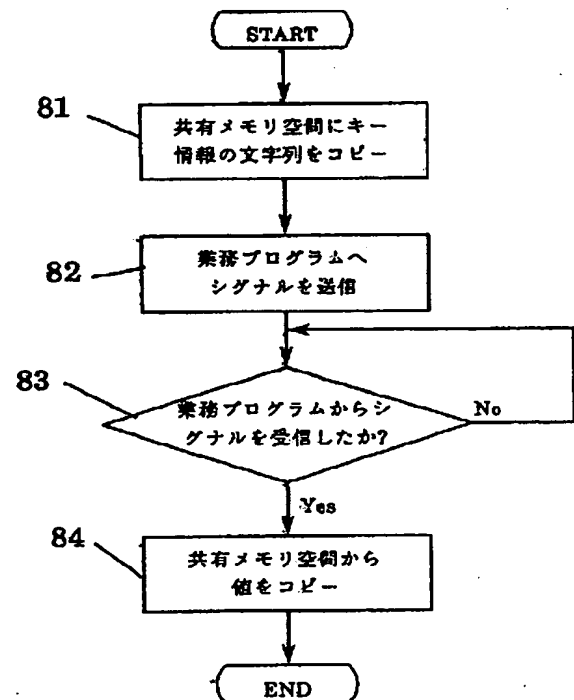 START
81
共有メモリ空間にキー
情報の文字列をコピー
82
業務プログラムへ
シグナルを送信
83
業務プログラムからシ
グナルを受信したか?
No
Yes
84
共有メモリ空間から
値をコピー
END